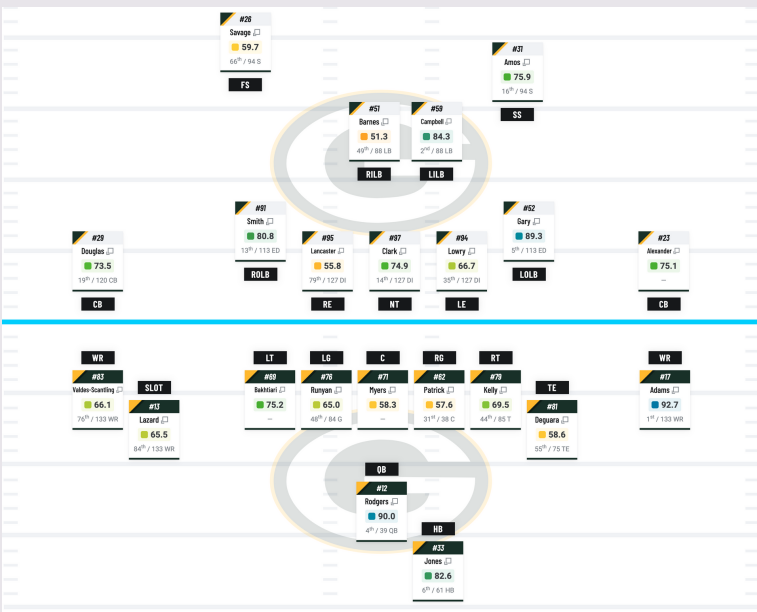 #26
Savage
59.7
66th / 94 S
FS
#31
Amos
75.9
16th / 94 S
SS
#51
Barnes
51.3
49th / 88 LB
RILB
#59
Campbell
84.3
2nd / 88 LB
LILB
#91
Smith
80.8
13th / 113 ED
ROLB
#52
Gary
89.3
5th / 113 ED
LOLB
#29
Douglas
73.5
19th / 120 CB
CB
#95
Lancaster
55.8
79th / 127 DI
RE
#97
Clark
74.9
14th / 127 DI
NT
#94
Lowry
66.7
35th / 127 DI
LE
#23
Alexander
75.1
–
CB
WR
#83
Valdes-Scantling
66.1
76th / 133 WR
SLOT
#13
Lazard
65.5
84th / 133 WR
LT
#69
Bakhtiari
75.2
–
LG
#76
Runyan
65.0
48th / 84 G
C
#71
Myers
58.3
–
RG
#62
Patrick
57.6
31st / 38 C
RT
#79
Kelly
69.5
44th / 85 T
TE
#81
Deguara
58.6
55th / 75 TE
WR
#17
Adams
92.7
1st / 133 WR
QB
#12
Rodgers
90.0
4th / 39 QB
HB
#33
Jones
82.6
6th / 61 HB